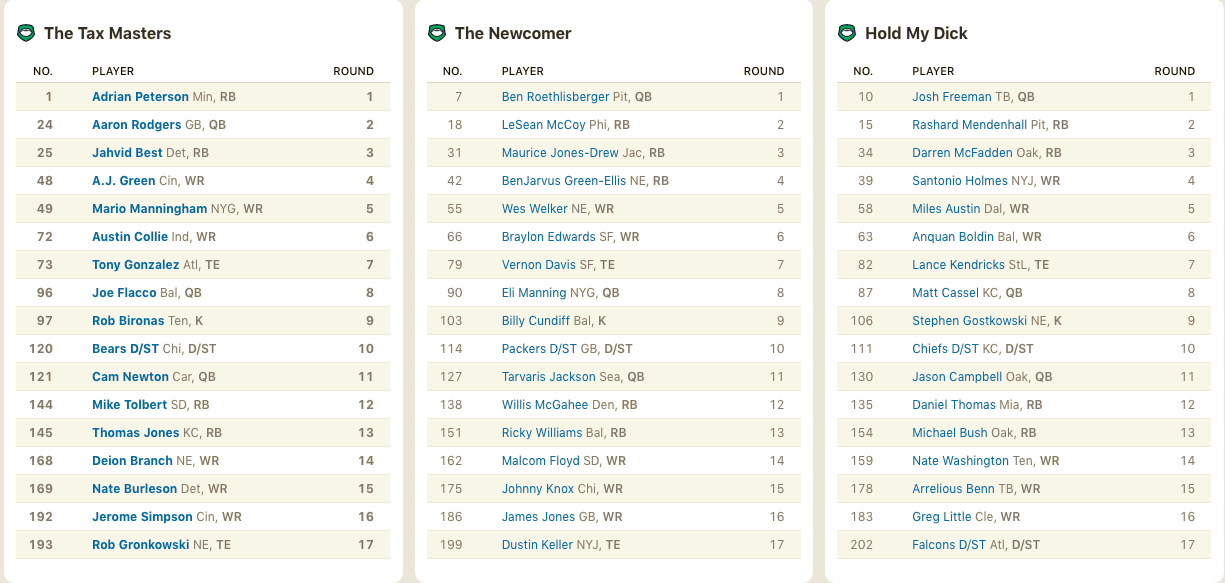 The Tax Masters
NO. PLAYER ROUND
1 Adrian Peterson Min, RB 1
24 Aaron Rodgers GB, QB 2
25 Jahvid Best Det, RB 3
48 A.J. Green Cin, WR 4
49 Mario Manningham NYG, WR 5
72 Austin Collie Ind, WR 6
73 Tony Gonzalez Atl, TE 7
96 Joe Flacco Bal, QB 8
97 Rob Bironas Ten, K 9
120 Bears D/ST Chi, D/ST 10
121 Cam Newton Car, QB 11
144 Mike Tolbert SD, RB 12
145 Thomas Jones KC, RB 13
168 Deion Branch NE, WR 14
169 Nate Burleson Det, WR 15
192 Jerome Simpson Cin, WR 16
193 Rob Gronkowski NE, TE 17
The Newcomer
NO. PLAYER ROUND
7 Ben Roethlisberger Pit, QB 1
18 LeSean McCoy Phi, RB 2
31 Maurice Jones-Drew Jac, RB 3
42 BenJarvus Green-Ellis NE, RB 4
55 Wes Welker NE, WR 5
66 Braylon Edwards SF, WR 6
79 Vernon Davis SF, TE 7
90 Eli Manning NYG, QB 8
103 Billy Cundiff Bal, K 9
114 Packers D/ST GB, D/ST 10
127 Tarvaris Jackson Sea, QB 11
138 Willis McGahee Den, RB 12
151 Ricky Williams Bal, RB 13
162 Malcom Floyd SD, WR 14
175 Johnny Knox Chi, WR 15
186 James Jones GB, WR 16
199 Dustin Keller NYJ, TE 17
Hold My Dick
NO. PLAYER ROUND
10 Josh Freeman TB, QB 1
15 Rashard Mendenhall Pit, RB 2
34 Darren McFadden Oak, RB 3
39 Santonio Holmes NYJ, WR 4
58 Miles Austin Dal, WR 5
63 Anquan Boldin Bal, WR 6
82 Lance Kendricks StL, TE 7
87 Matt Cassel KC, QB 8
106 Stephen Gostkowski NE, K 9
111 Chiefs D/ST KC, D/ST 10
130 Jason Campbell Oak, QB 11
135 Daniel Thomas Mia, RB 12
154 Michael Bush Oak, RB 13
159 Nate Washington Ten, WR 14
178 Arrelious Benn TB, WR 15
183 Greg Little Cle, WR 16
202 Falcons D/ST Atl, D/ST 17